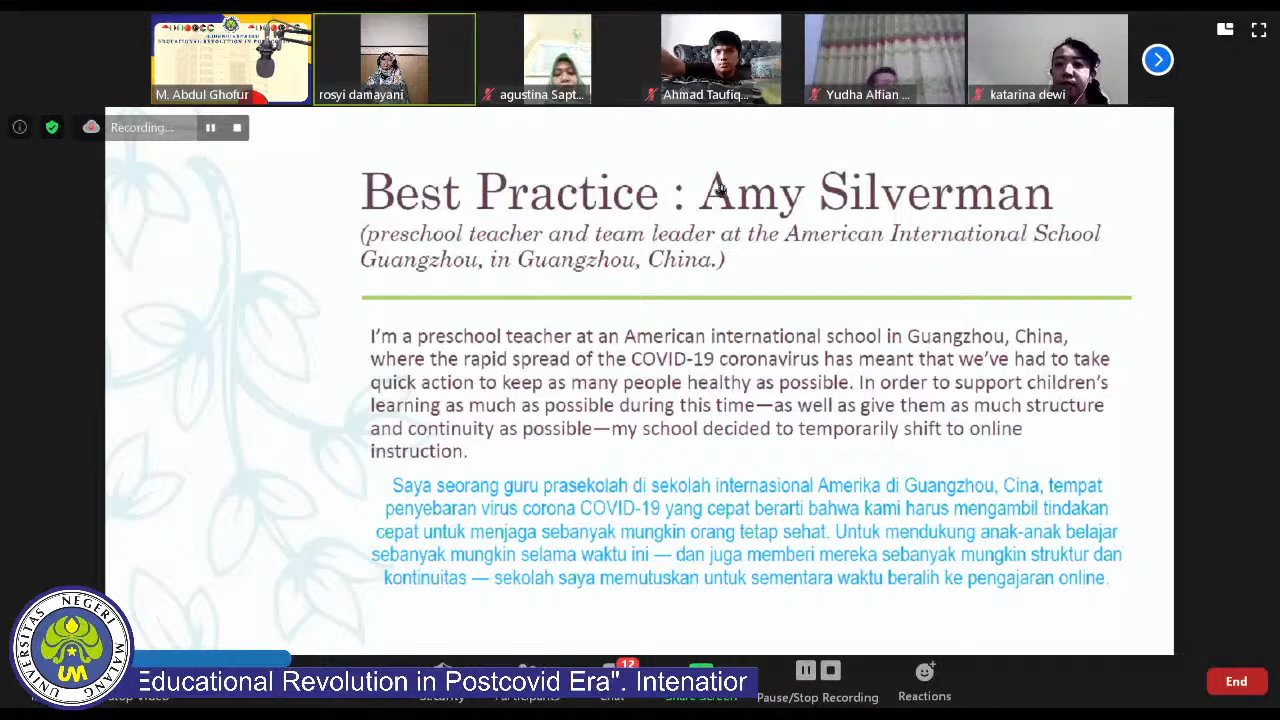 EDUCATIONAL REVOLUTION IN POSTCOVID
M. Abdul Ghofur
rosyi damayani
agustina Sapt...
Ahmad Taufiq...
Yudha Alfian ...
katarina dewi
Recording...
Best Practice : Amy Silverman
(preschool teacher and team leader at the American International School
Guangzhou, in Guangzhou, China.)
I'm a preschool teacher at an American international school in Guangzhou, China,
where the rapid spread of the COVID-19 coronavirus has meant that we've had to take
quick action to keep as many people healthy as possible. In order to support children's
learning as much as possible during this time—as well as give them as much structure
and continuity as possible—my school decided to temporarily shift to online
instruction.
Saya seorang guru prasekolah di sekolah internasional Amerika di Guangzhou, Cina, tempat
penyebaran virus corona COVID-19 yang cepat berarti bahwa kami harus mengambil tindakan
cepat untuk menjaga sebanyak mungkin orang tetap sehat. Untuk mendukung anak-anak belajar
sebanyak mungkin selama waktu ini — dan juga memberi mereka sebanyak mungkin struktur dan
kontinuitas — sekolah saya memutuskan untuk sementara waktu beralih ke pengajaran online.
UNIVERSITAS NEGERI MALANG
UM
12
Educational Revolution in Postcovid Era". Intenatior
Pause/Stop Recording
Reactions
End